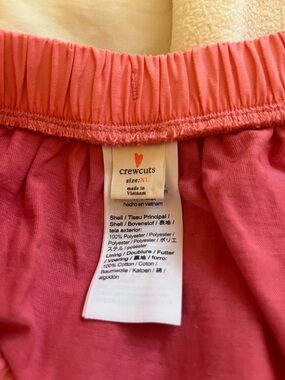 crewcuts
size: XL
made in
Vietnam
hecho en vietnam
Shell / Tissu Principal /
Shell / Bovenstof / 表地 /
tela exterior:
100% Polyester /
Polyester / Polyester /
Polyester / ポリエ
ステル / poliéster
Lining / Doublure / Futter
/ Voering / 裏地 / forro:
100% Cotton / Coton /
Baumwolle / Katoen / 綿 /
algodón